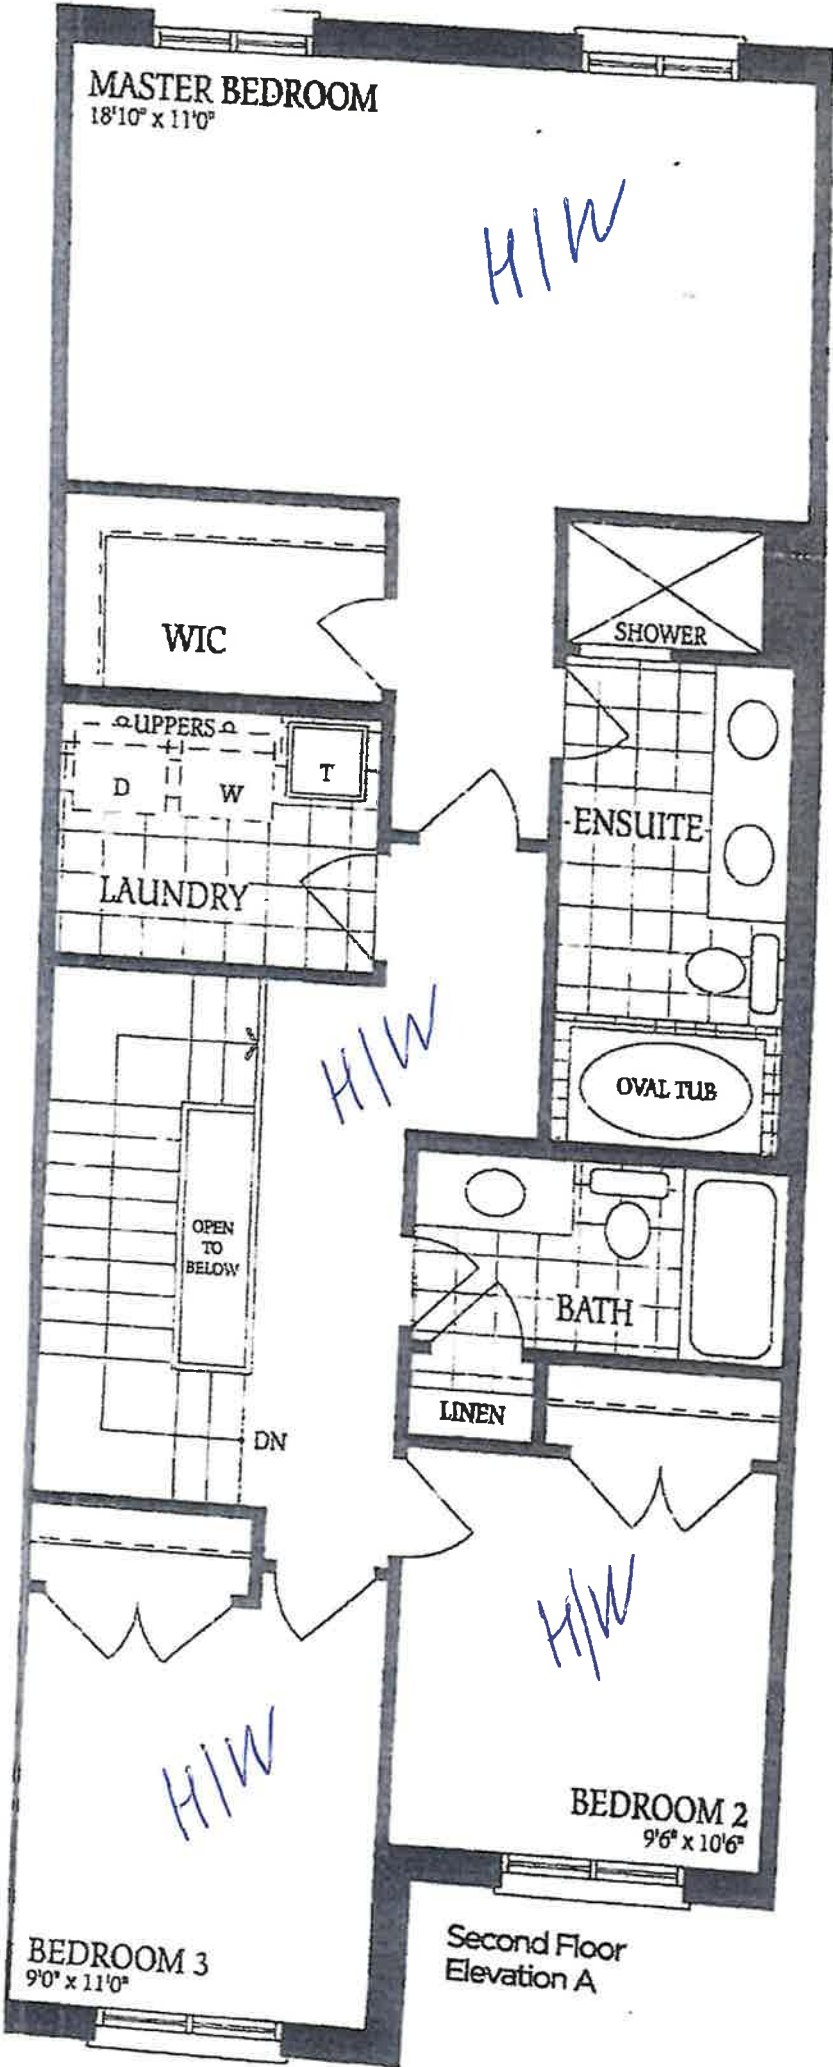 MASTER BEDROOM
18'10" x 11'0"
H/W
WIC
SHOWER
UPPERS
D
W
T
ENSUITE
LAUNDRY
H/W
OVAL TUB
OPEN
TO
BELOW
BATH
LINEN
DN
H/W
H/W
BEDROOM 2
9'6" x 10'6"
BEDROOM 3
9'0" x 11'0"
Second Floor
Elevation A